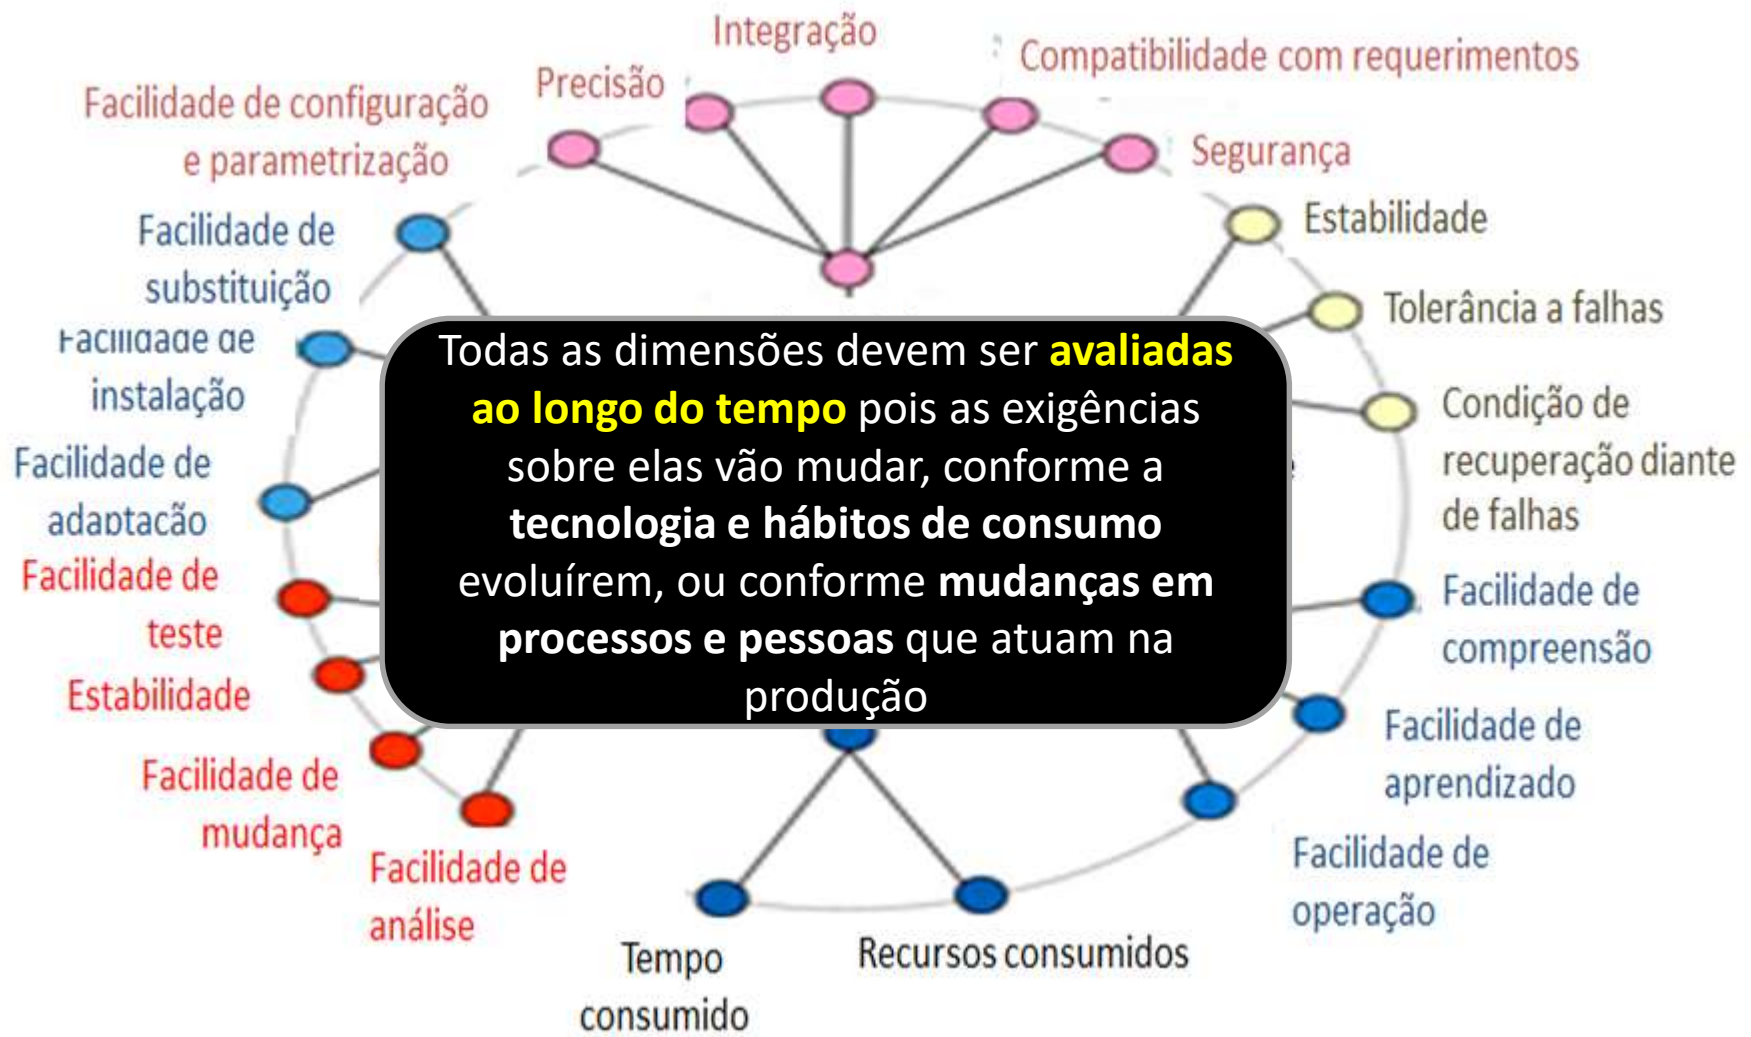 Integração
Compatibilidade com requerimentos
Precisão
Facilidade de configuração
e parametrização
Segurança
Facilidade de
substituição
Estabilidade
Tolerância a falhas
Facilidade de
instalação
Todas as dimensões devem ser avaliadas
ao longo do tempo pois as exigências
sobre elas vão mudar, conforme a
tecnologia e hábitos de consumo
evoluírem, ou conforme mudanças em
processos e pessoas que atuam na
produção
Condição de
recuperação diante
de falhas
Facilidade de
adaptação
Facilidade de
teste
Facilidade de
compreensão
Estabilidade
Facilidade de
aprendizado
Facilidade de
mudança
Facilidade de
análise
Facilidade de
operação
Tempo
consumido
Recursos consumidos